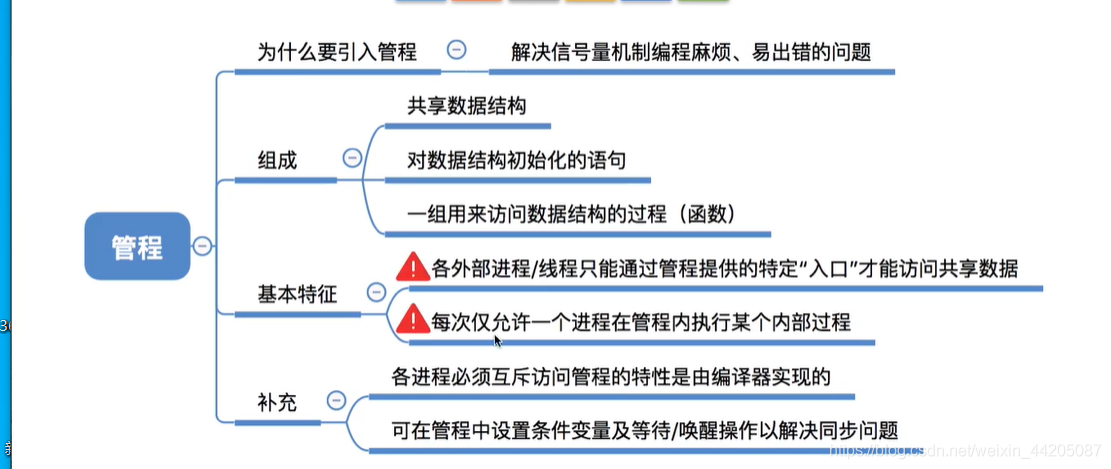 为什么要引入管程
解决信号量机制编程麻烦、易出错的问题
共享数据结构
组成
对数据结构初始化的语句
一组用来访问数据结构的过程（函数）
管程
各外部进程/线程只能通过管程提供的特定“入口”才能访问共享数据
基本特征
每次仅允许一个进程在管程内执行某个内部过程
各进程必须互斥访问管程的特性是由编译器实现的
补充
可在管程中设置条件变量及等待/唤醒操作以解决同步问题
https://blog.csdn.net/weixin_44205087